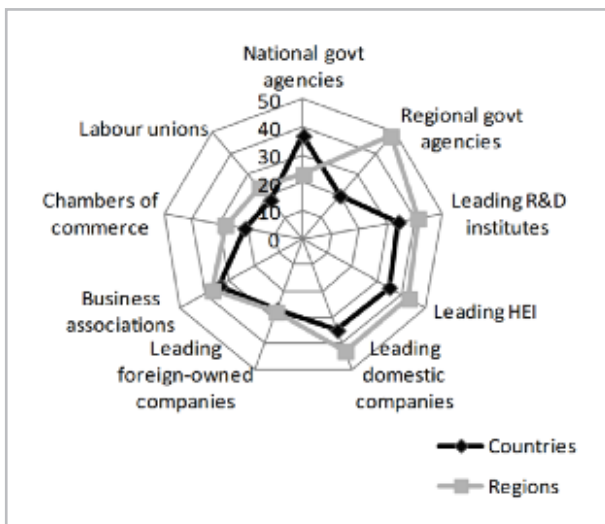 National govt
agencies
50
40
30
20
10
0
Regional govt
agencies
Leading R&D
institutes
Leading HEI
Leading
domestic
companies
Leading
foreign-owned
companies
Business
associations
Chambers of
commerce
Labour unions
Countries
Regions